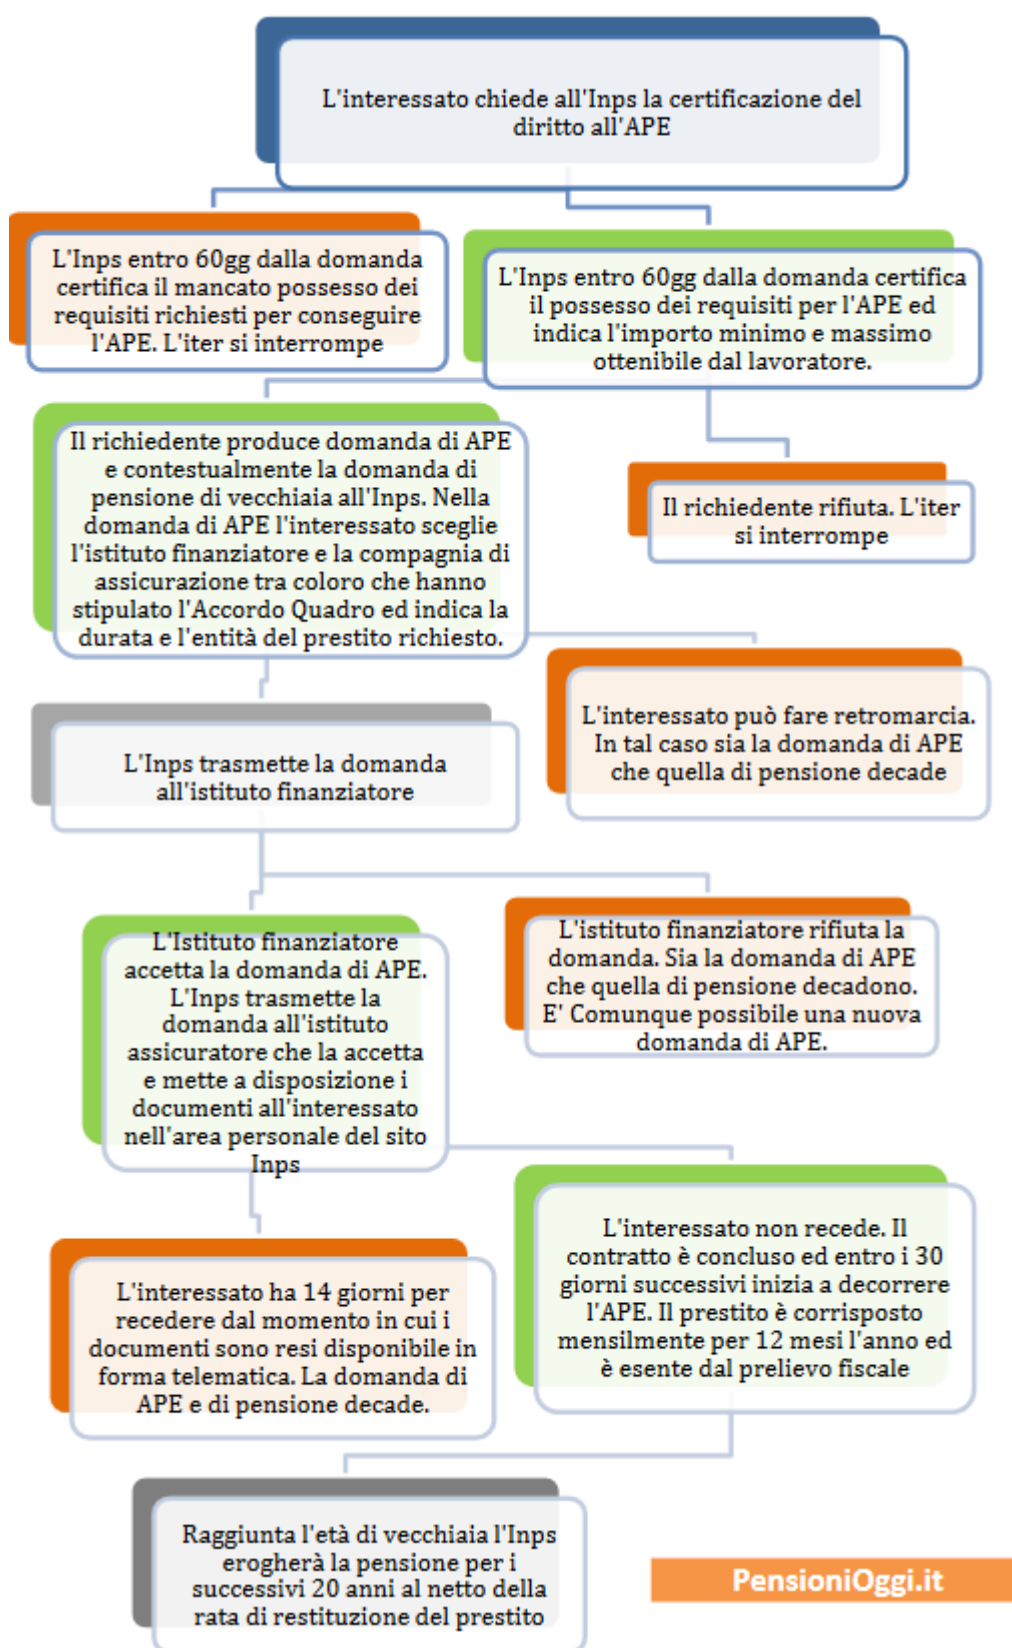 L'interessato chiede all'Inps la certificazione del
diritto all'APE
L'Inps entro 60gg dalla domanda
certifica il mancato possesso dei
requisiti richiesti per conseguire
l'APE. L'iter si interrompe
L'Inps entro 60gg dalla domanda certifica
il possesso dei requisiti per l'APE ed
indica l'importo minimo e massimo
ottenibile dal lavoratore.
Il richiedente produce domanda di APE
e contestualmente la domanda di
pensione di vecchiaia all'Inps. Nella
domanda di APE l'interessato sceglie
l'istituto finanziatore e la compagnia di
assicurazione tra coloro che hanno
stipulato l'Accordo Quadro ed indica la
durata e l'entità del prestito richiesto.
Il richiedente rifiuta. L'iter
si interrompe
L'interessato può fare retromarcia.
In tal caso sia la domanda di APE
che quella di pensione decade
L'Inps trasmette la domanda
all'istituto finanziatore
L'Istituto finanziatore
accetta la domanda di APE.
L'Inps trasmette la
domanda all'istituto
assicuratore che la accetta
e mette a disposizione i
documenti all'interessato
nell'area personale del sito
Inps
L'istituto finanziatore rifiuta la
domanda. Sia la domanda di APE
che quella di pensione decadono.
E' Comunque possibile una nuova
domanda di APE.
L'interessato ha 14 giorni per
recedere dal momento in cui i
documenti sono resi disponibile in
forma telematica. La domanda di
APE e di pensione decade.
L'interessato non recede. Il
contratto è concluso ed entro i 30
giorni successivi inizia a decorrere
l'APE. Il prestito è corrisposto
mensilmente per 12 mesi l'anno ed
è esente dal prelievo fiscale
Raggiunta l'età di vecchiaia l'Inps
erogherà la pensione per i
successivi 20 anni al netto della
rata di restituzione del prestito
PensioniOggi.it